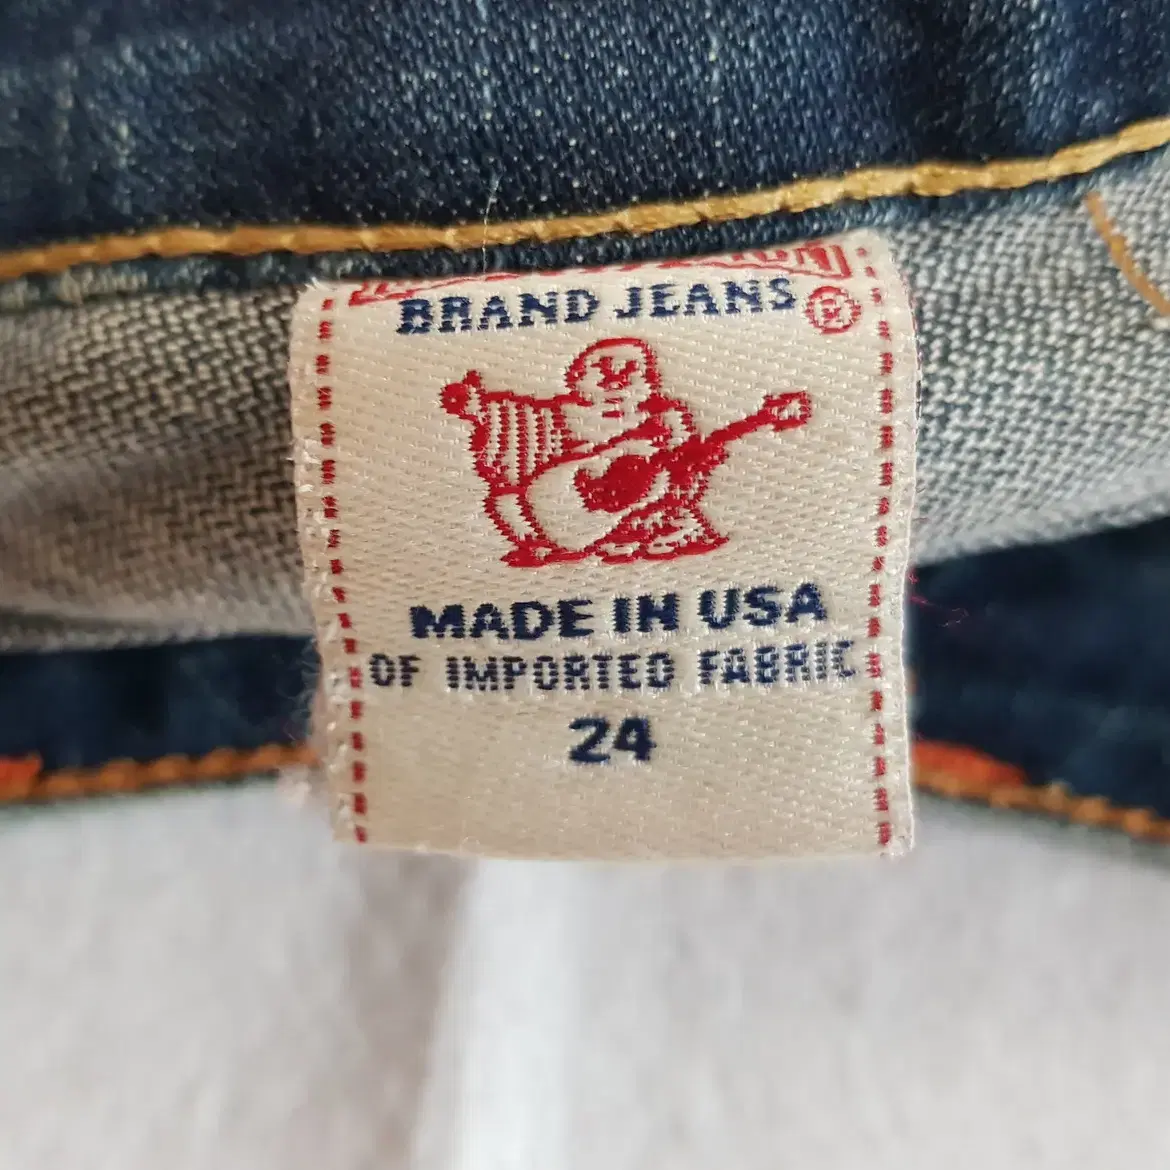 BRAND JEANS ®
MADE IN USA
OF IMPORTED FABRIC
24